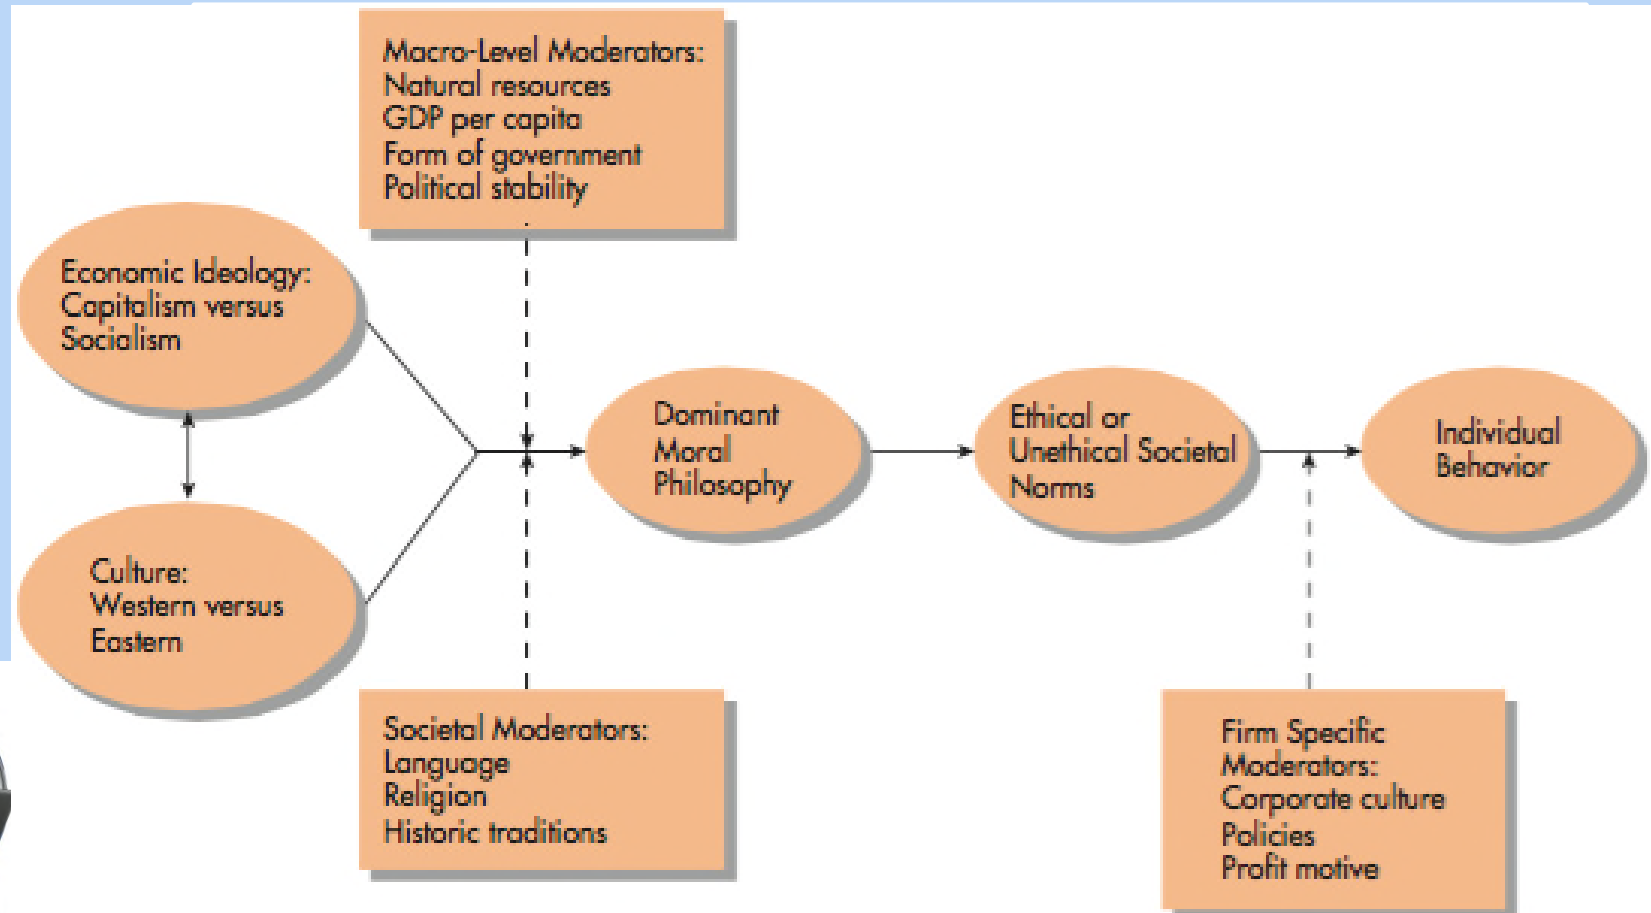 Macro-Level Moderators:
Natural resources
GDP per capita
Form of government
Political stability
Economic Ideology:
Capitalism versus
Socialism
Culture:
Western versus
Eastern
Dominant
Moral
Philosophy
Ethical or
Unethical Societal
Norms
Individual
Behavior
Societal Moderators:
Language
Religion
Historic traditions
Firm Specific
Moderators:
Corporate culture
Policies
Profit motive